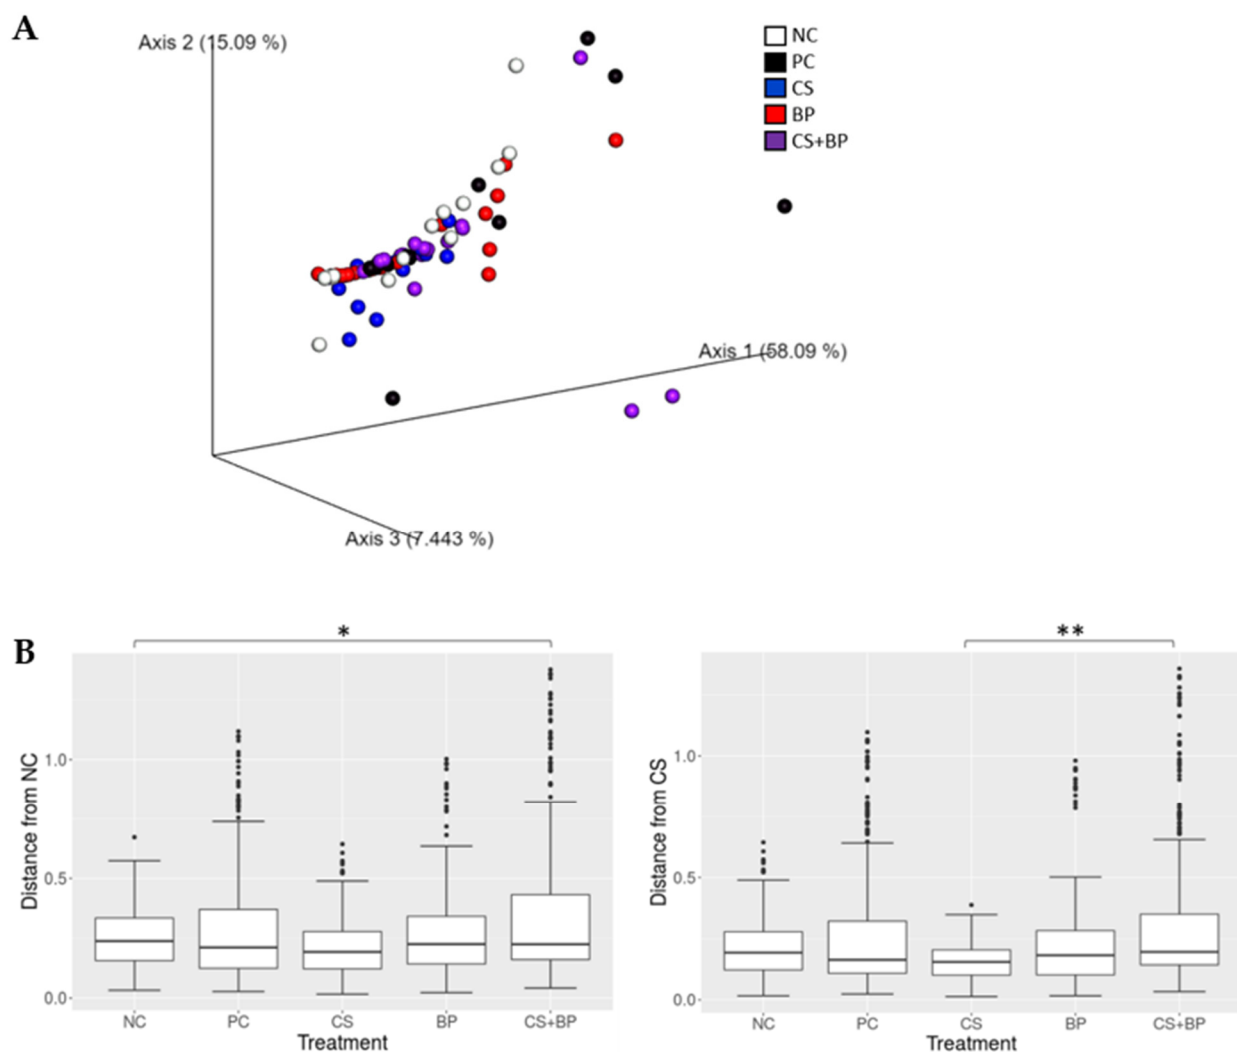 A
Axis 2 (15.09 %)
NC
PC
CS
BP
CS+BP
Axis 1 (58.09 %)
Axis 3 (7.443 %)
B
*
**
Distance from NC
1.0
0.5
0.0
NC PC CS BP CS+BP
Treatment
Distance from CS
1.0
0.5
0.0
NC PC CS BP CS+BP
Treatment